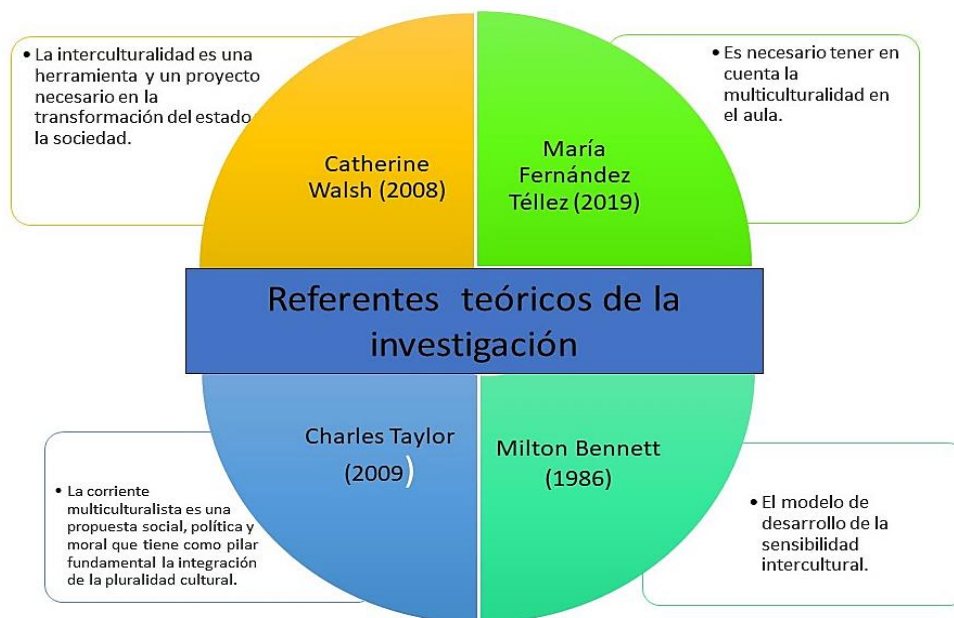 • La interculturalidad es una
herramienta y un proyecto
necesario en la
transformación del estado
la sociedad.
Catherine
Walsh (2008)
• Es necesario tener en
cuenta la
multiculturalidad en
el aula.
María
Fernández
Téllez (2019)
Referentes teóricos de la
investigación
• La corriente
multiculturalista es una
propuesta social, política y
moral que tiene como pilar
fundamental la integración
de la pluralidad cultural.
Charles Taylor
(2009)
Milton Bennett
(1986)
• El modelo de
desarrollo de la
sensibilidad
intercultural.